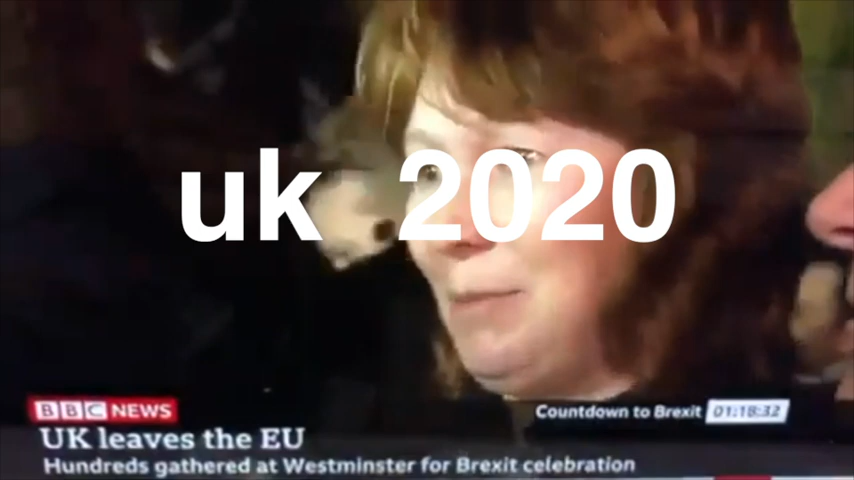 uk 2020
BBC NEWS
Countdown to Brexit 01:18:32
UK leaves the EU
Hundreds gathered at Westminster for Brexit celebration